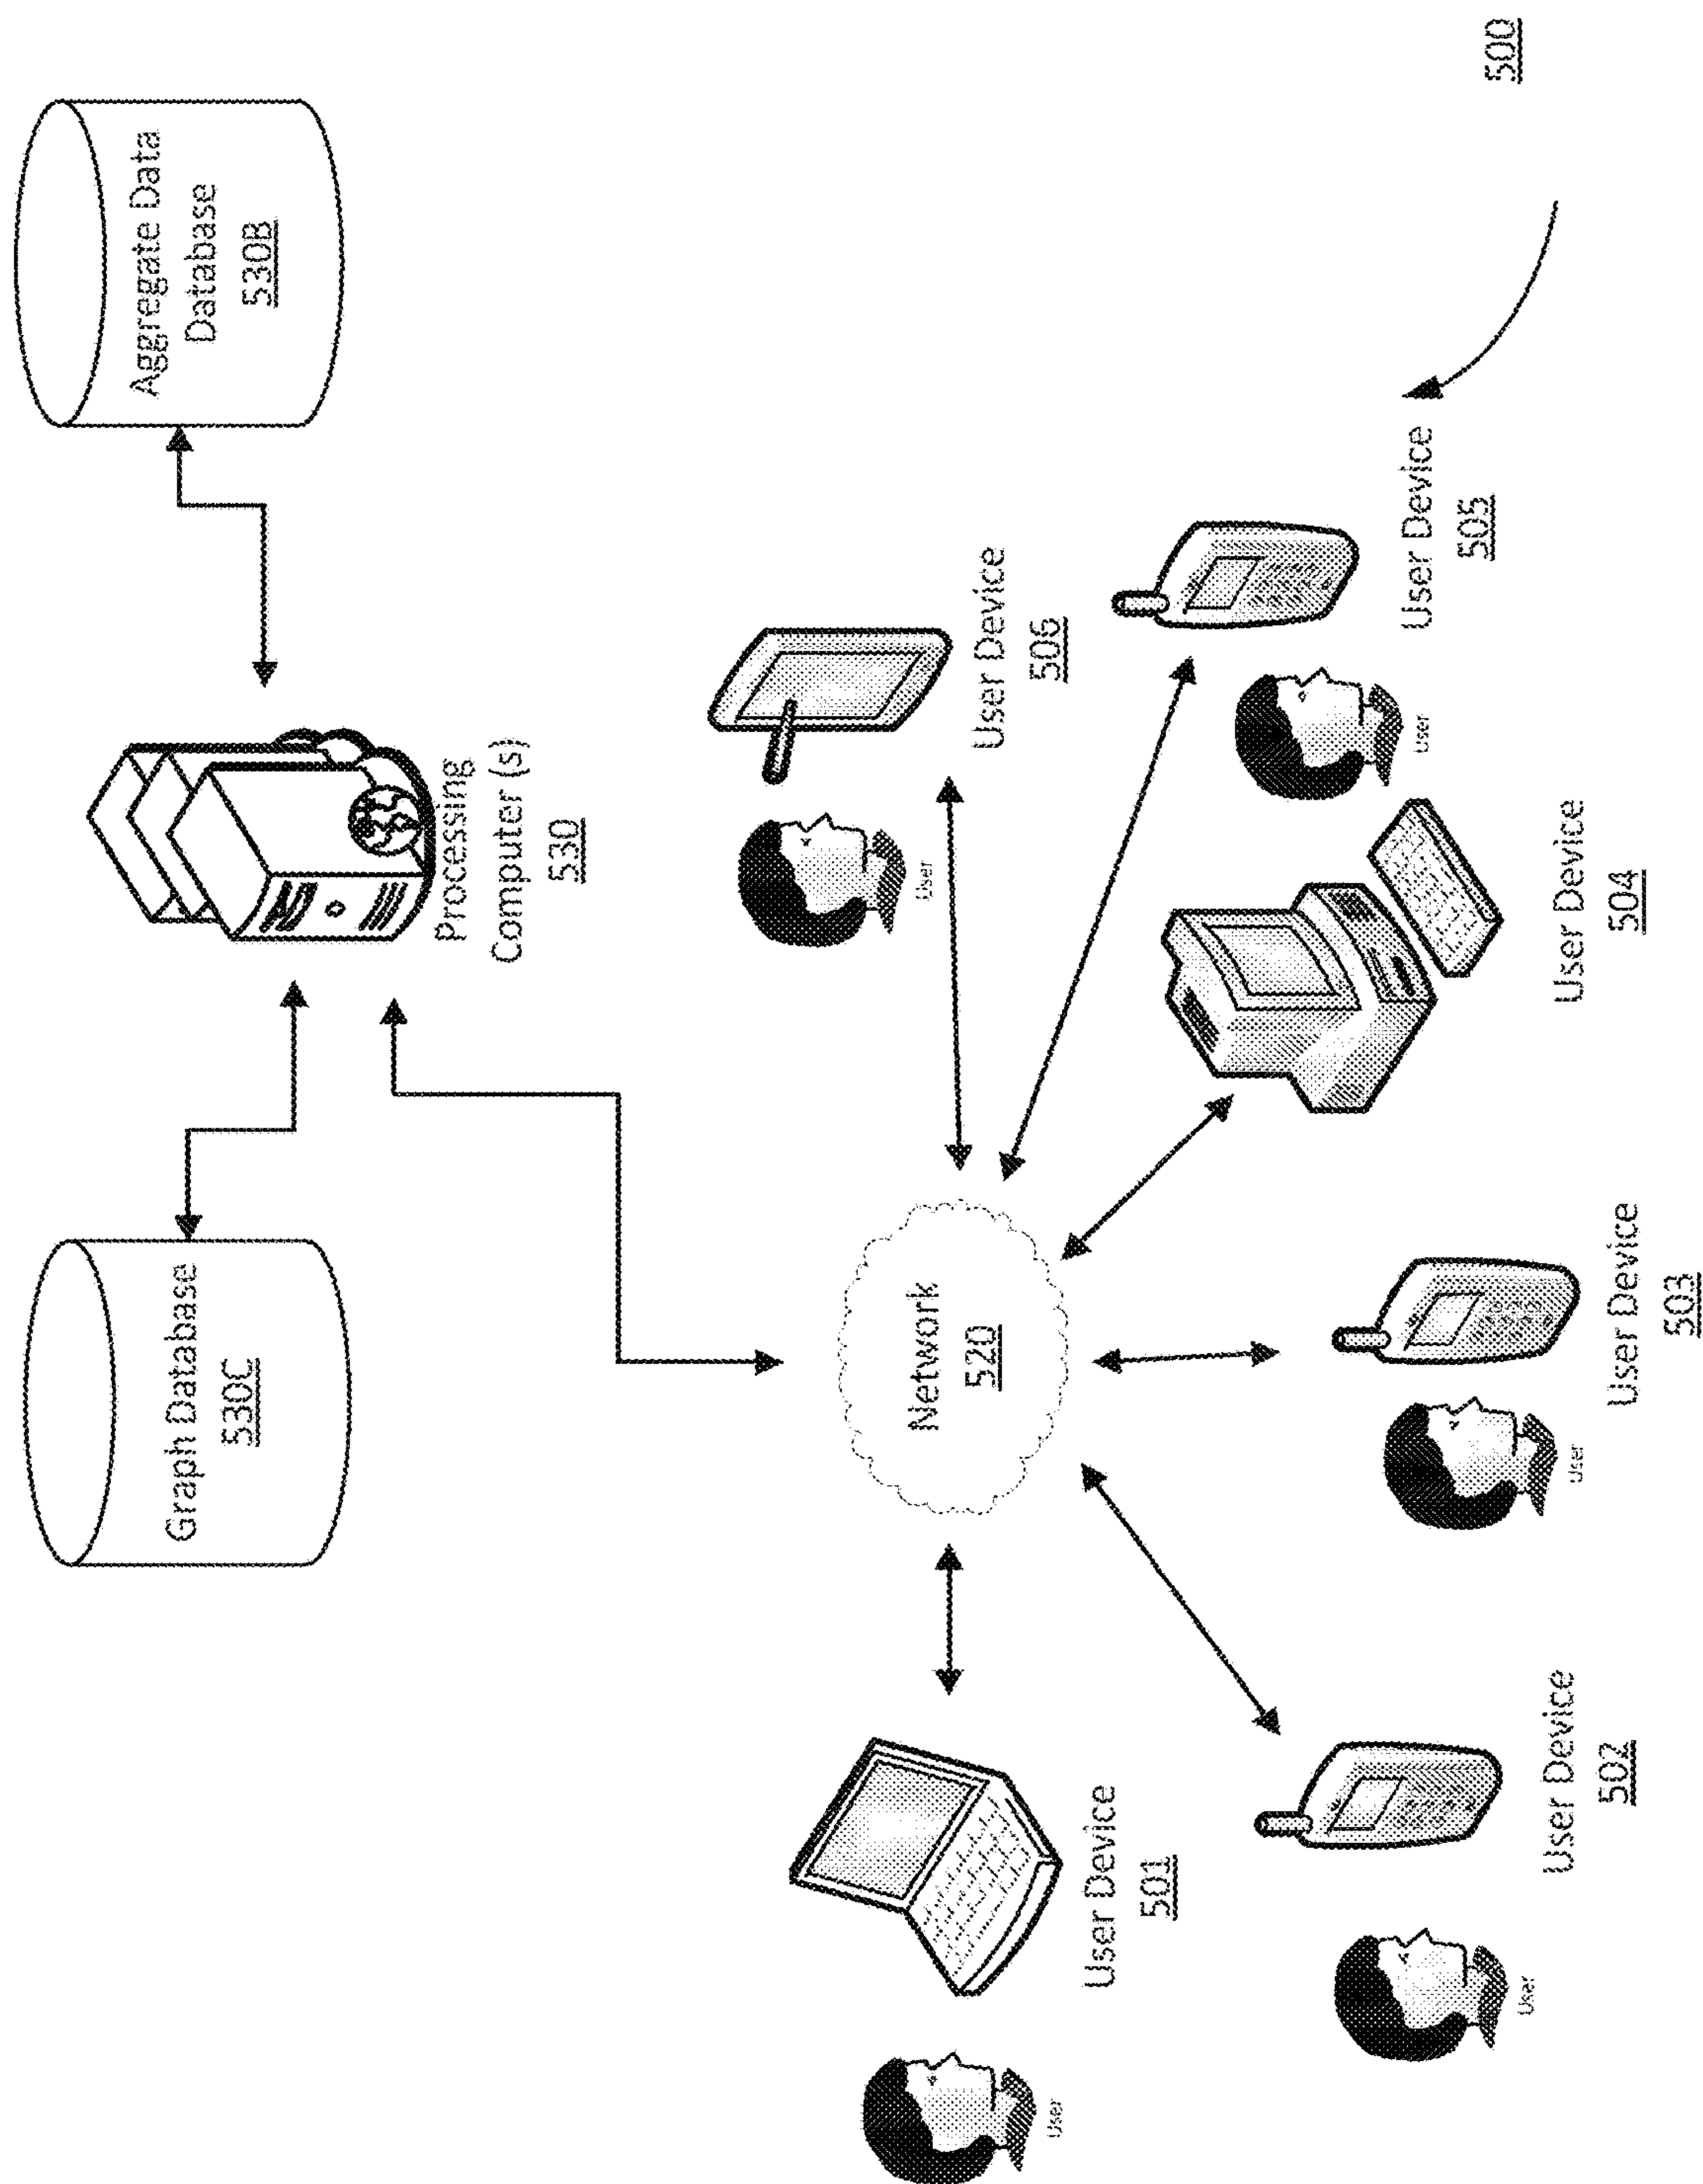 Graph Database
530C
Aggregate Data
Database
530B
Processing
Computer (s)
530
Network
520
User
User Device
501
User
User Device
502
User
User Device
503
User Device
504
User
User Device
505
User
User Device
506
500